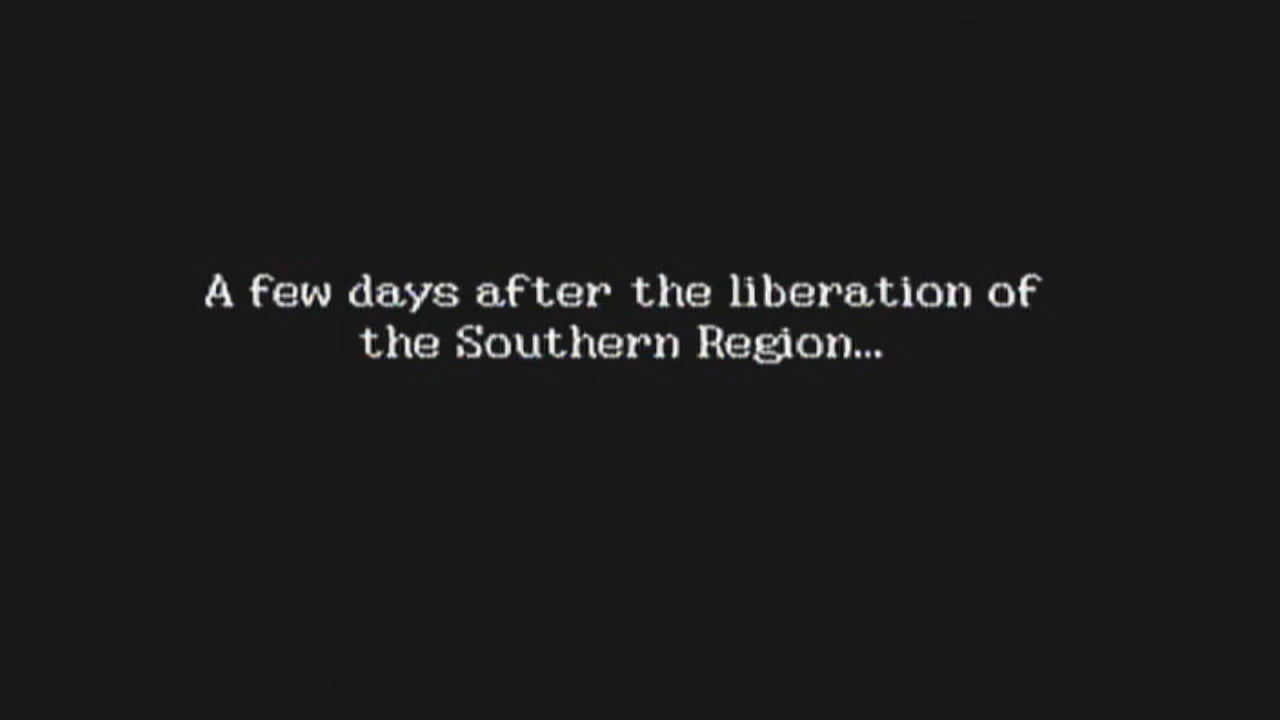 A few days after the liberation of
the Southern Region...